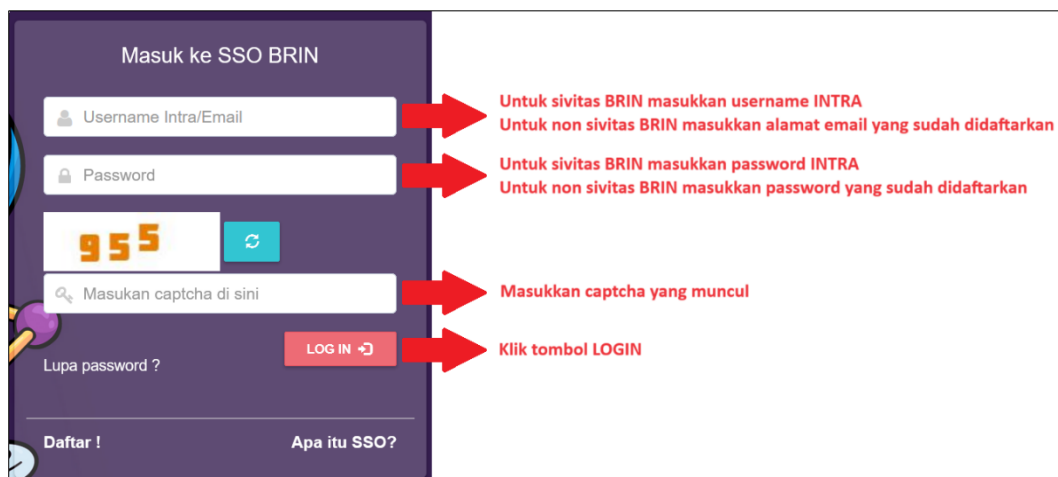 Masuk ke SSO BRIN
Username Intra/Email
Untuk sivitas BRIN masukkan username INTRA
Untuk non sivitas BRIN masukkan alamat email yang sudah didaftarkan
Password
Untuk sivitas BRIN masukkan password INTRA
Untuk non sivitas BRIN masukkan password yang sudah didaftarkan
955
Masukan captcha di sini
Masukkan captcha yang muncul
LOG IN
Klik tombol LOGIN
Lupa password ?
Daftar !
Apa itu SSO?